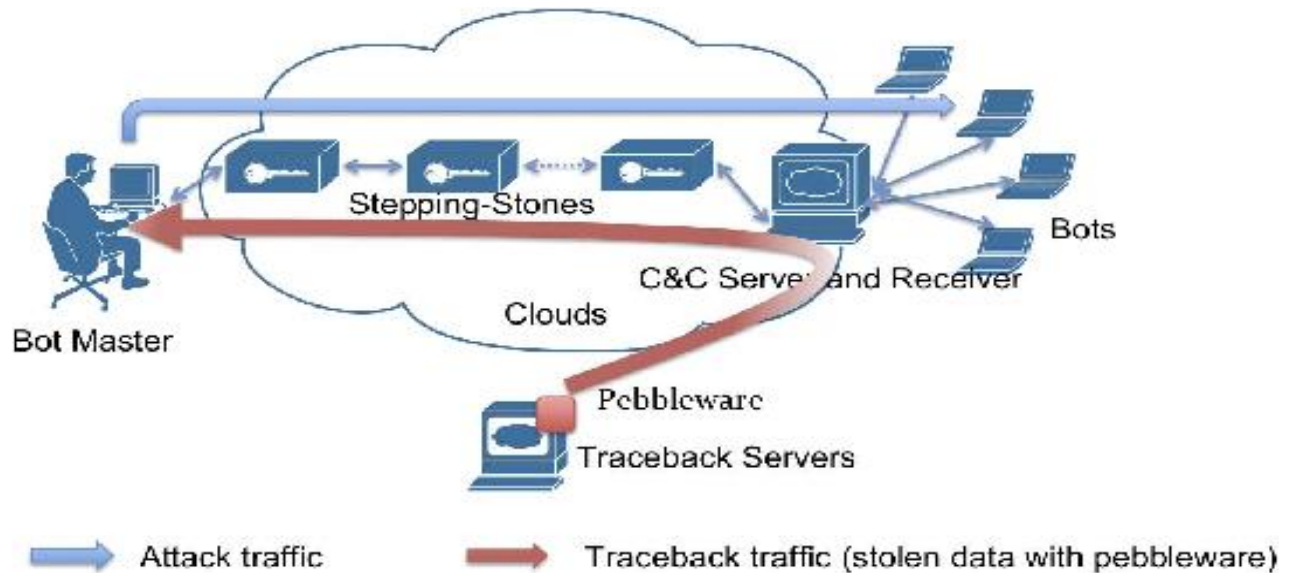 Stepping-Stones
Bots
C&C Server and Receiver
Clouds
Bot Master
Pebbleware
Traceback Servers
Attack traffic
Traceback traffic (stolen data with pebbleware)